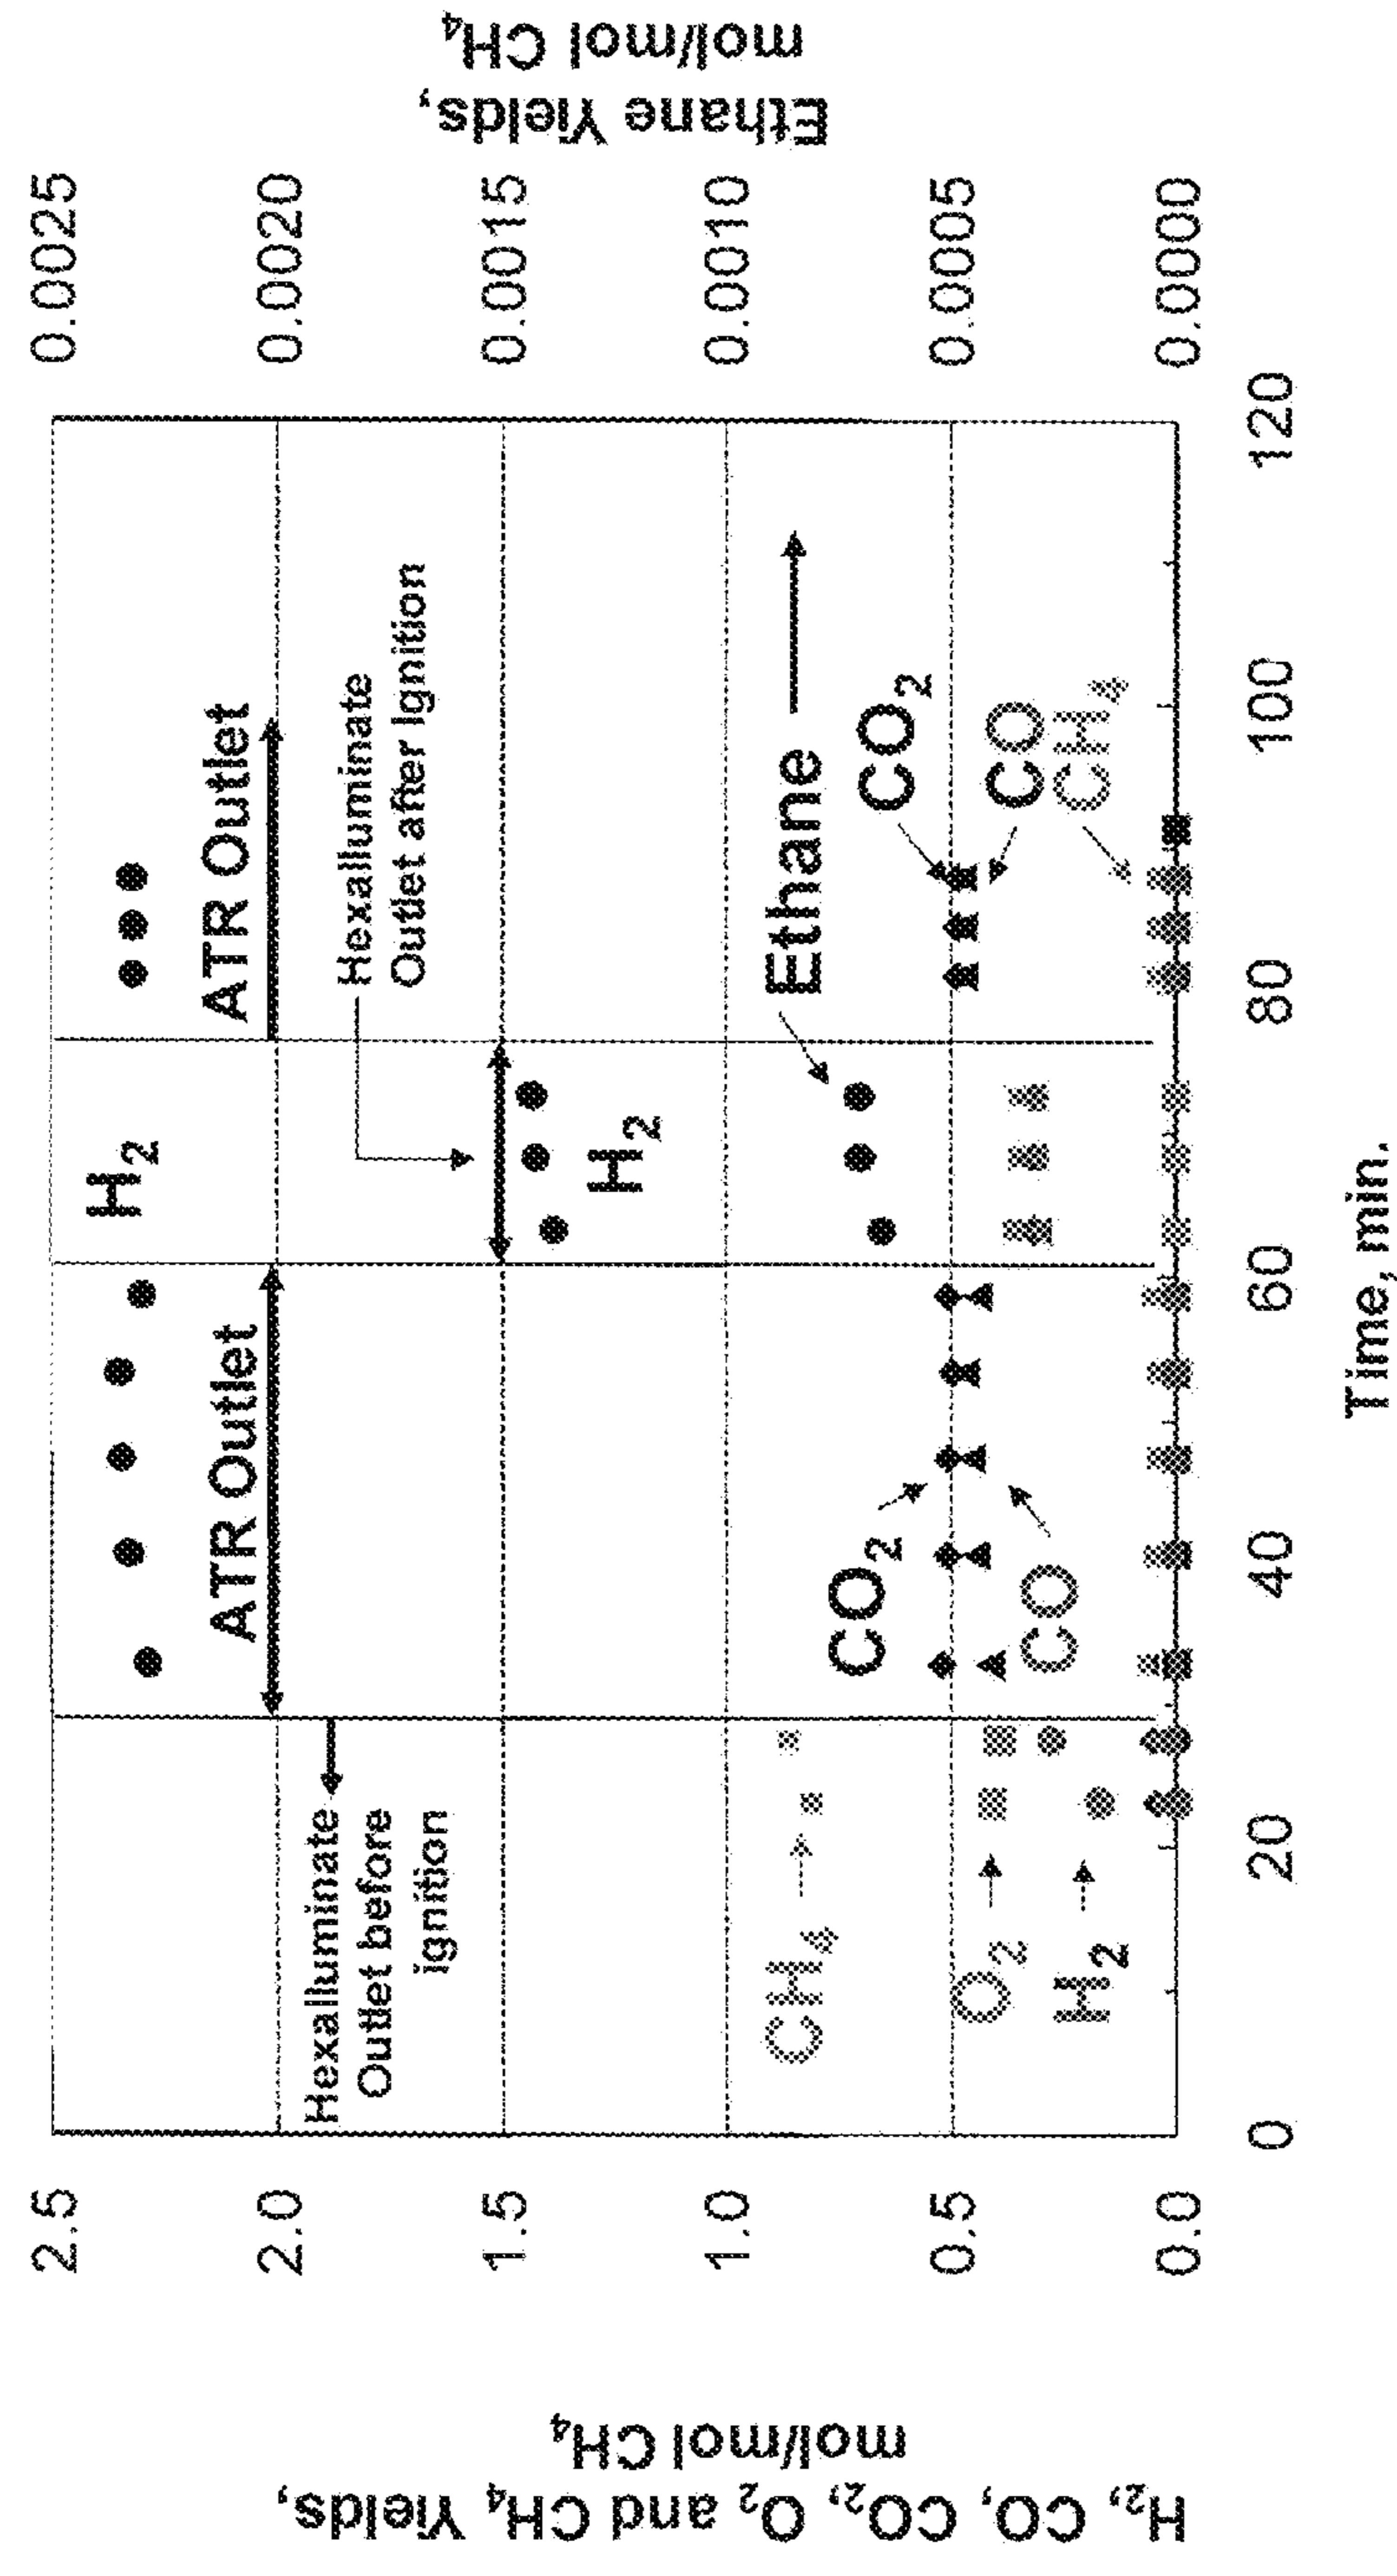 H₂, CO, CO₂, O₂ and CH₄ Yields,
mol/mol CH₄
2.5
2.0
1.5
1.0
0.5
0.0
Hexalluminate
Outlet before
ignition
CH₄
O₂
H₂
ATR Outlet
CO₂
CO
H₂
H₂
ATR Outlet
Hexalluminate
Outlet after Ignition
Ethane
CO₂
CO
CH₄
0
20
40
60
80
100
120
Time, min.
0.0025
0.0020
0.0015
0.0010
0.0005
0.0000
Ethane Yields,
mol/mol CH₄